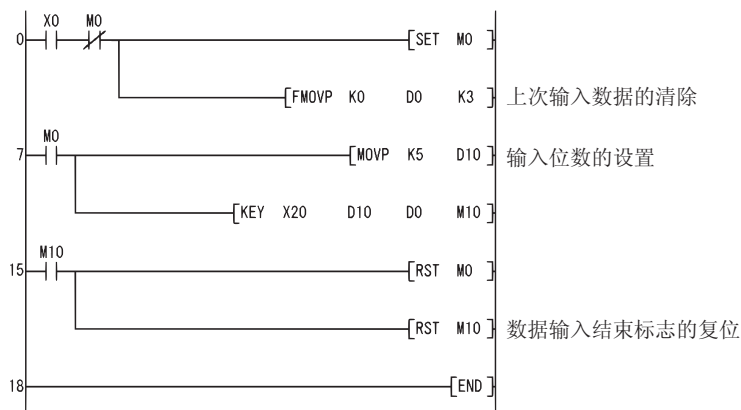 X0 M0
0 [SET M0 ]
[FMOVP K0 D0 K3 ] 上次输入数据的清除
M0
7 [MOVP K5 D10 ] 输入位数的设置
[KEY X20 D10 D0 M10 ]
M10
15 [RST M0 ]
[RST M10 ] 数据输入结束标志的复位
18 [END ]